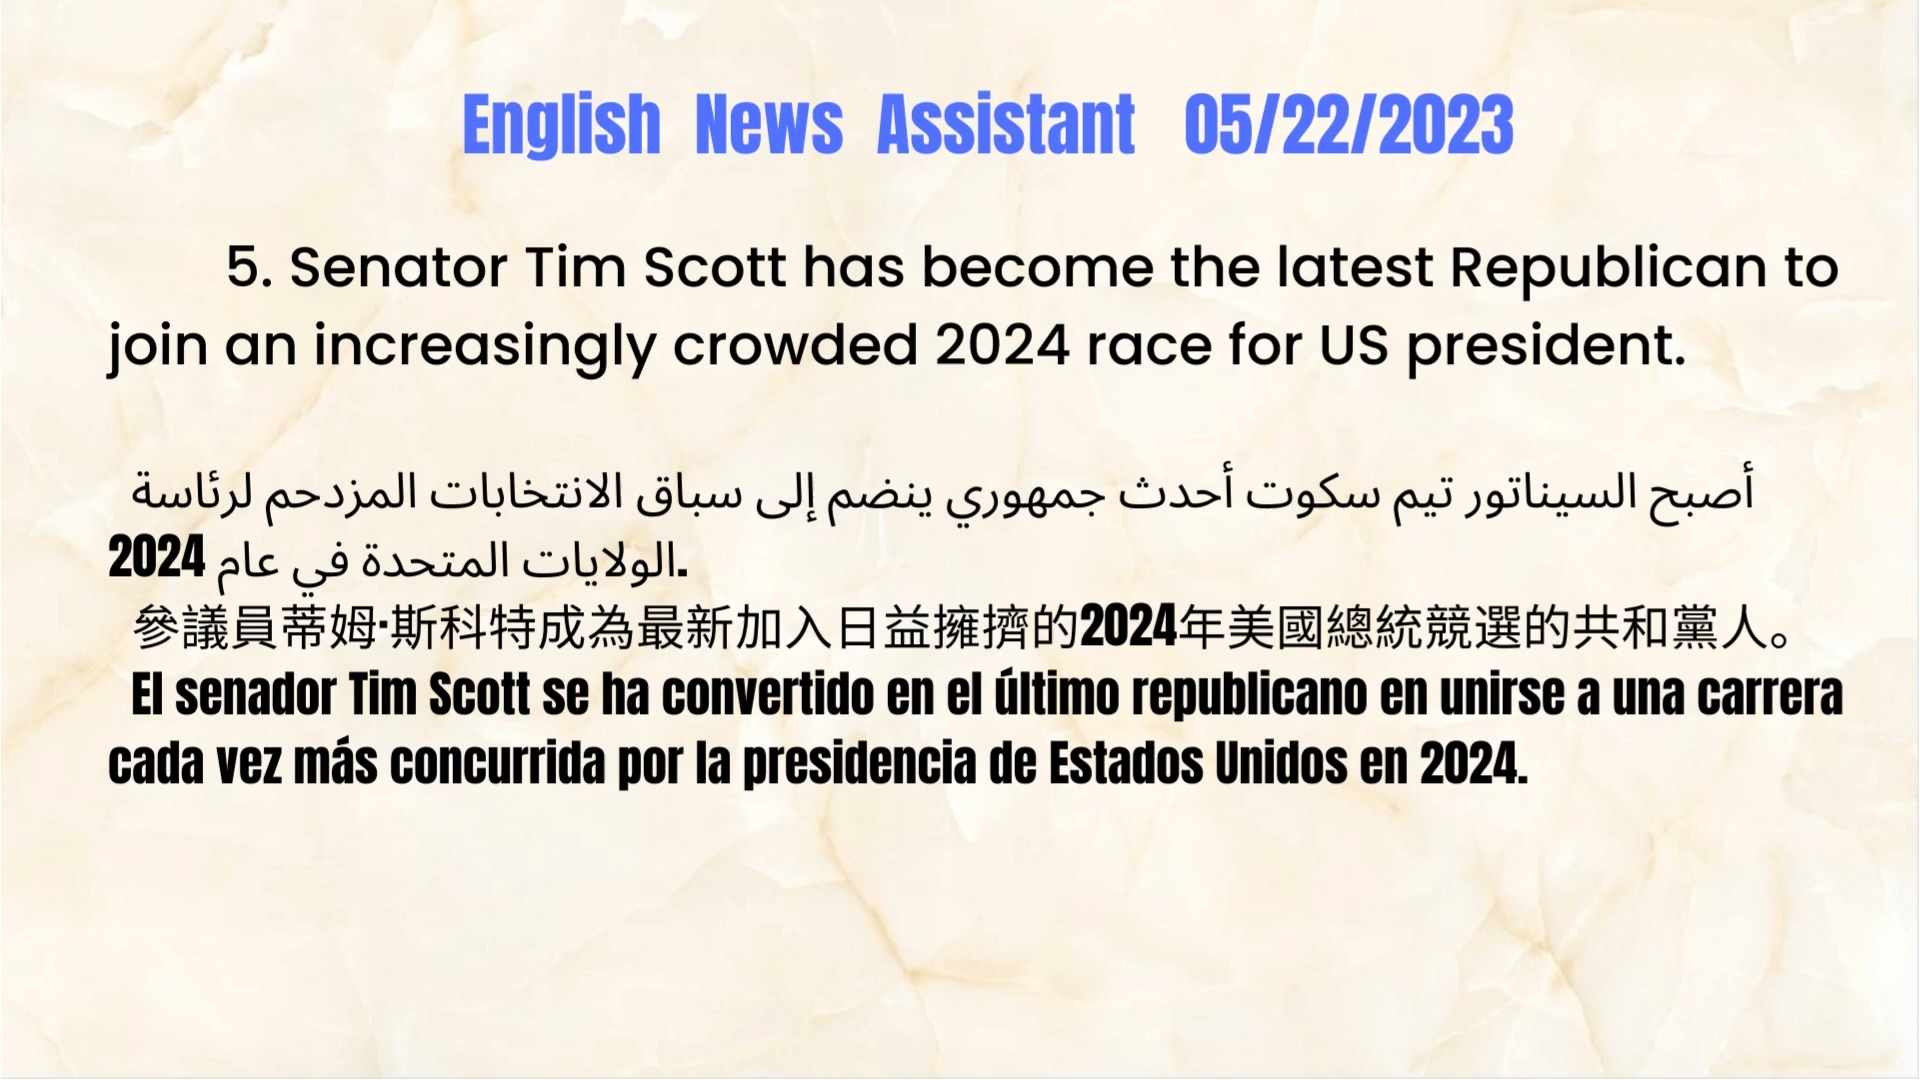 English News Assistant 05/22/2023
5. Senator Tim Scott has become the latest Republican to
join an increasingly crowded 2024 race for US president.
أصبح السيناتور تيم سكوت أحدث جمهوري ينضم إلى سباق الانتخابات المزدحم لرئاسة
الولايات المتحدة في عام 2024.
參議員蒂姆·斯科特成為最新加入日益擁擠的2024年美國總統競選的共和黨人。
El senador Tim Scott se ha convertido en el último republicano en unirse a una carrera
cada vez más concurrida por la presidencia de Estados Unidos en 2024.